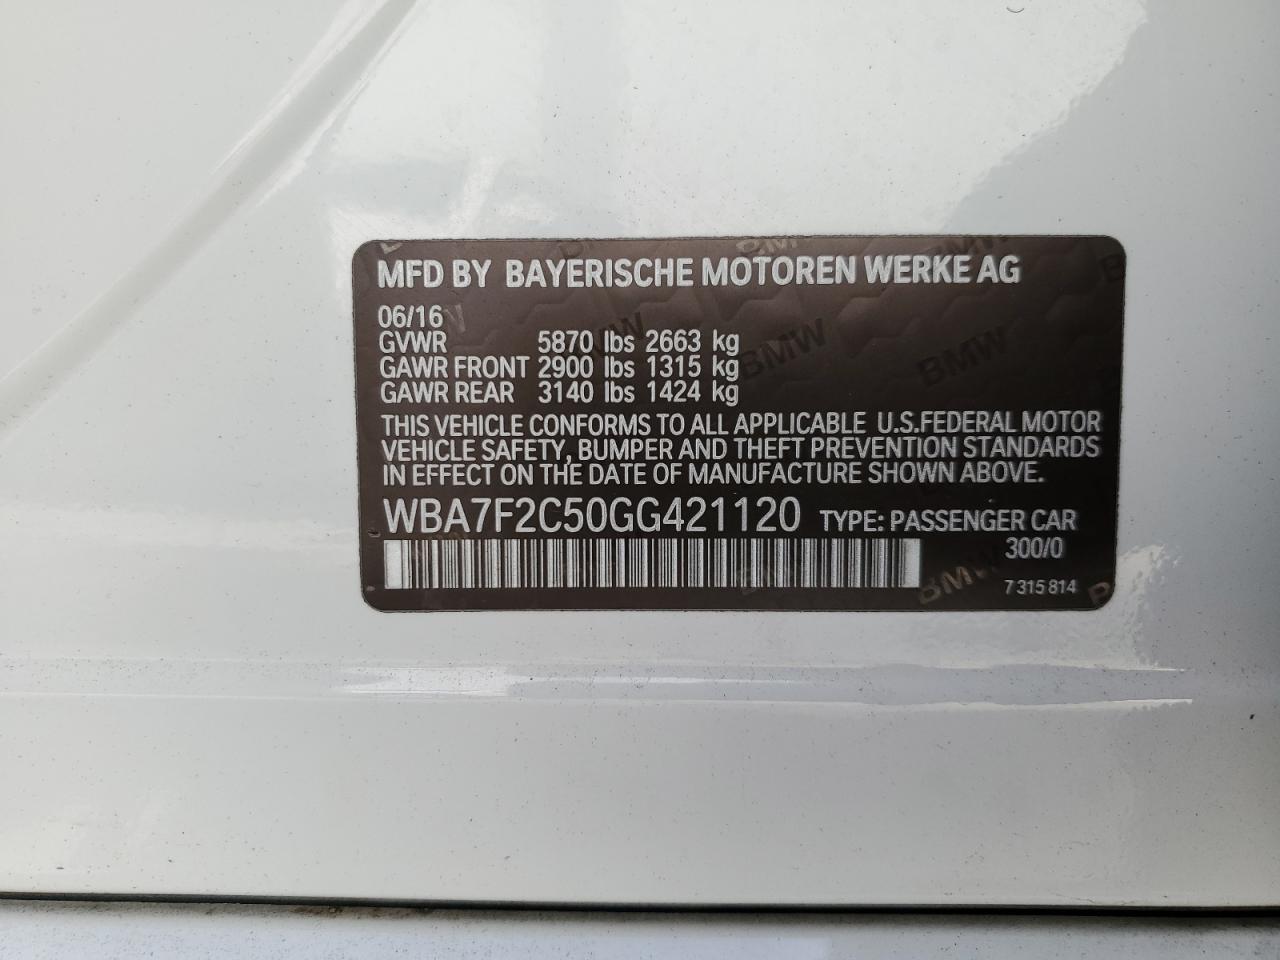 MFD BY BAYERISCHE MOTOREN WERKE AG
06/16
GVWR 5870 lbs 2663 kg
GAWR FRONT 2900 lbs 1315 kg
GAWR REAR 3140 lbs 1424 kg
THIS VEHICLE CONFORMS TO ALL APPLICABLE U.S.FEDERAL MOTOR
VEHICLE SAFETY, BUMPER AND THEFT PREVENTION STANDARDS
IN EFFECT ON THE DATE OF MANUFACTURE SHOWN ABOVE.
WBA7F2C50GG421120 TYPE: PASSENGER CAR
300/0
7 315 814
BMW
BMW
BMW